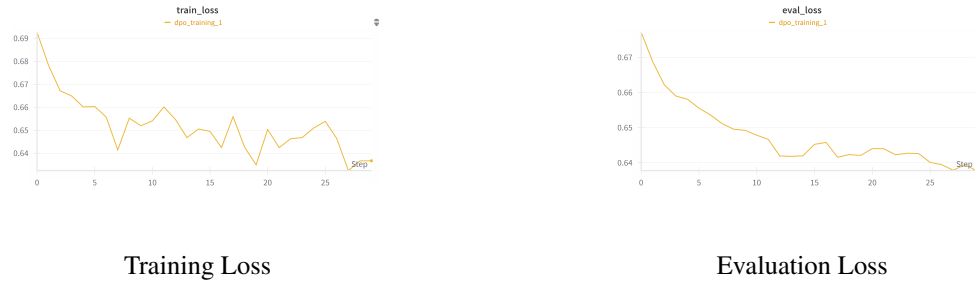 train_loss
dpo_training_1
0.69
0.68
0.67
0.66
0.65
0.64
Step
0 5 10 15 20 25
Training Loss
eval_loss
dpo_training_1
0.67
0.66
0.65
0.64
Step
0 5 10 15 20 25
Evaluation Loss